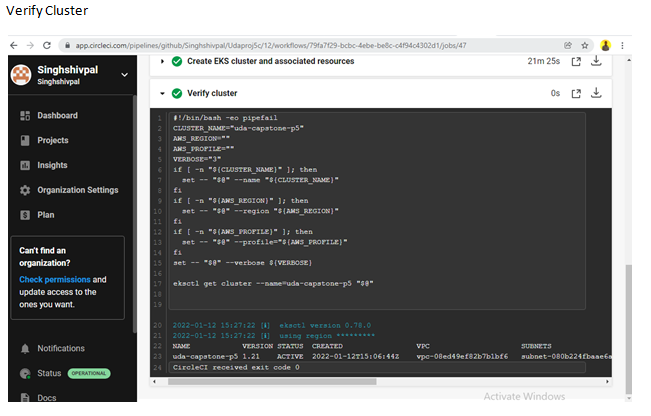 Verify Cluster
app.circleci.com/pipelines/github/Singhshivpal/Udaproj5c/12/workflows/79fa7f29-bcbc-4ebe-be8c-c4f94c4302d1/jobs/47
Singhshivpal
Singhshivpal
Dashboard
Projects
Insights
Organization Settings
Plan
Can't find an
organization?
Check permissions and
update access to the
ones you want.
Notifications
Status OPERATIONAL
Docs
Create EKS cluster and associated resources 21m 25s
Verify cluster 0s
1 #!/bin/bash -eo pipefail
2 CLUSTER_NAME="uda-capstone-p5"
3 AWS_REGION=""
4 AWS_PROFILE=""
5 VERBOSE="3"
6 if [ -n "${CLUSTER_NAME}" ]; then
7 set -- "$@" --name "${CLUSTER_NAME}"
8 fi
9 if [ -n "${AWS_REGION}" ]; then
10 set -- "$@" --region "${AWS_REGION}"
11 fi
12 if [ -n "${AWS_PROFILE}" ]; then
13 set -- "$@" --profile="${AWS_PROFILE}"
14 fi
15 set -- "$@" --verbose ${VERBOSE}
16
17 eksctl get cluster --name=uda-capstone-p5 "$@"
18
19
20 2022-01-12 15:27:22 [ℹ] eksctl version 0.78.0
21 2022-01-12 15:27:22 [ℹ] using region *********
22 NAME VERSION STATUS CREATED VPC SUBNETS
23 uda-capstone-p5 1.21 ACTIVE 2022-01-12T15:06:44Z vpc-08ed49ef82b7b1bf6 subnet-080b224fbaae6a
24 CircleCI received exit code 0
Activate Windows